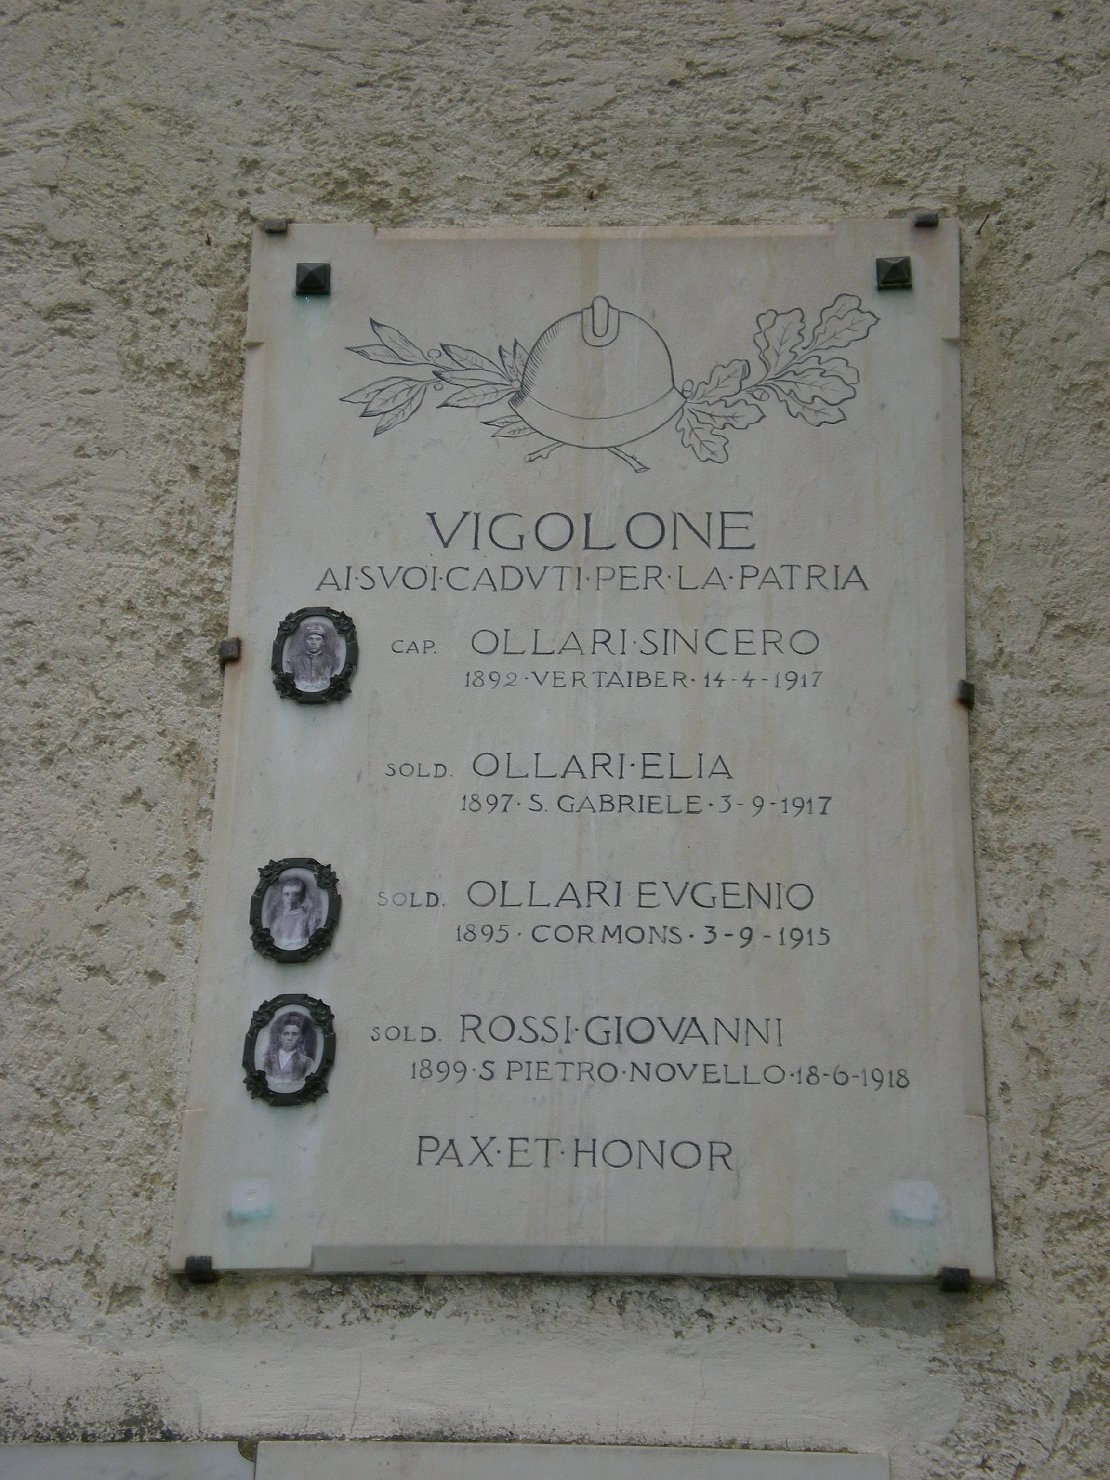 VIGOLONE
AI·SVOI·CADVTI·PER·LA·PATRIA
CAP. OLLARI·SINCERO
1892·VERTAIBER·14-4-1917
SOLD. OLLARI·ELIA
1897·S. GABRIELE·3-9-1917
SOLD. OLLARI EVGENIO
1895·CORMONS·3-9-1915
SOLD. ROSSI·GIOVANNI
1899·S PIETRO·NOVELLO·18-6-1918
PAX·ET·HONOR